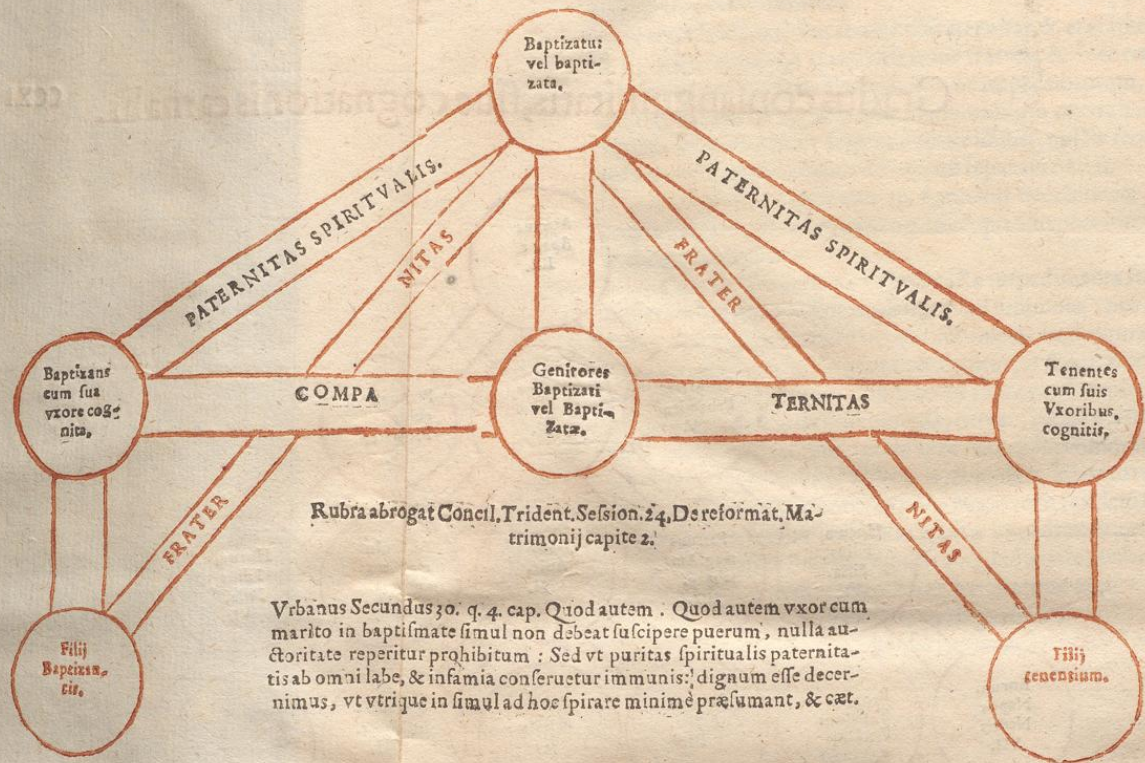 Baptizatus
vel bapti-
zata.
PATERNITAS SPIRITVALIS.
NITAS
FRATER
PATERNITAS SPIRITVALIS.
Baptizans
cum sua
vxore cog-
nita.
COMPA
Genitores
Baptizati
vel Bapti-
zatæ.
TERNITAS
Tenentes
cum suis
Vxoribus.
cognitis.
FRATER
NITAS
Rubra abrogat Concil. Trident. Session. 24. De reformat. Ma-
trimonij capite 2.
Vrbanus Secundus 30. q. 4. cap. Quod autem. Quod autem vxor cum
marito in baptismate simul non debeat suscipere puerum, nulla au-
ctoritate reperitur prohibitum: Sed vt puritas spiritualis paternita-
tis ab omni labe, & infamia conseruetur immunis: dignum esse decer-
nimus, vt vtrique in simul ad hoc spirare minimè præsumant, & cæt.
Filij
Baptizan-
tis.
Filij
tenentium.